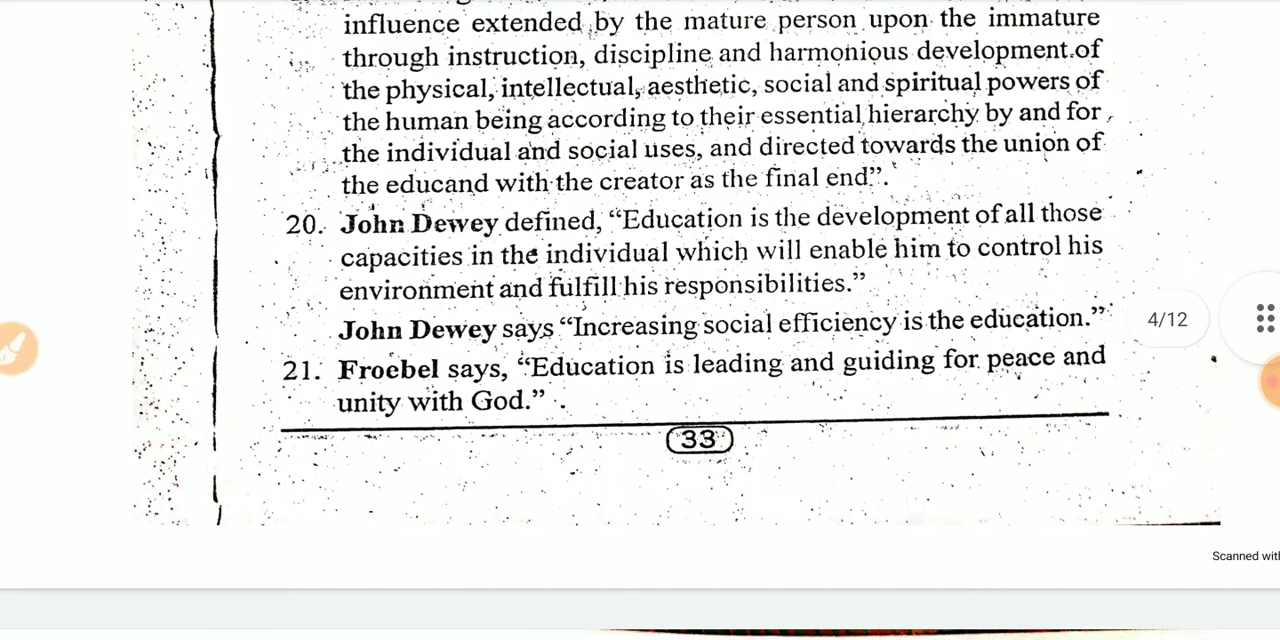 influence extended by the mature person upon the immature
through instruction, discipline and harmonious development of
the physical, intellectual, aesthetic, social and spiritual powers of
the human being according to their essential hierarchy by and for
the individual and social uses, and directed towards the union of
the educand with the creator as the final end”.
20. John Dewey defined, “Education is the development of all those
capacities in the individual which will enable him to control his
environment and fulfill his responsibilities.”
John Dewey says “Increasing social efficiency is the education.”
4/12
21. Froebel says, “Education is leading and guiding for peace and
unity with God.”
33
Scanned wit